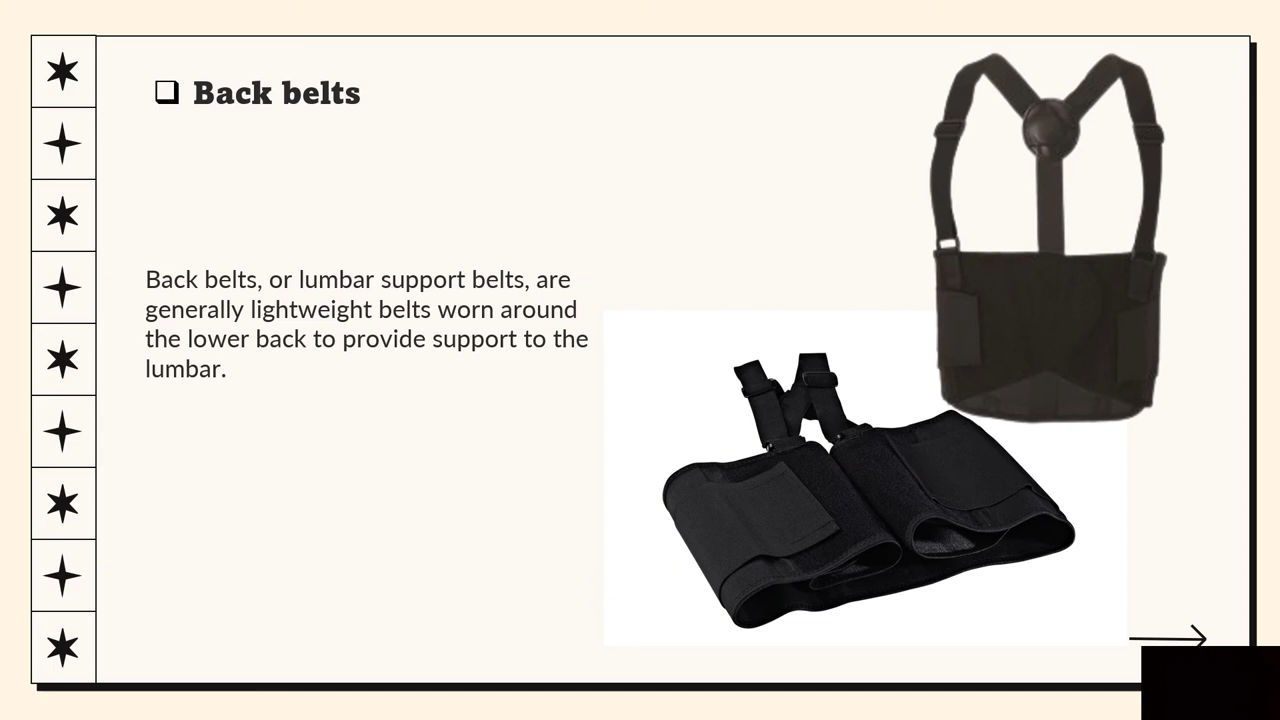 Back belts
Back belts, or lumbar support belts, are
generally lightweight belts worn around
the lower back to provide support to the
lumbar.